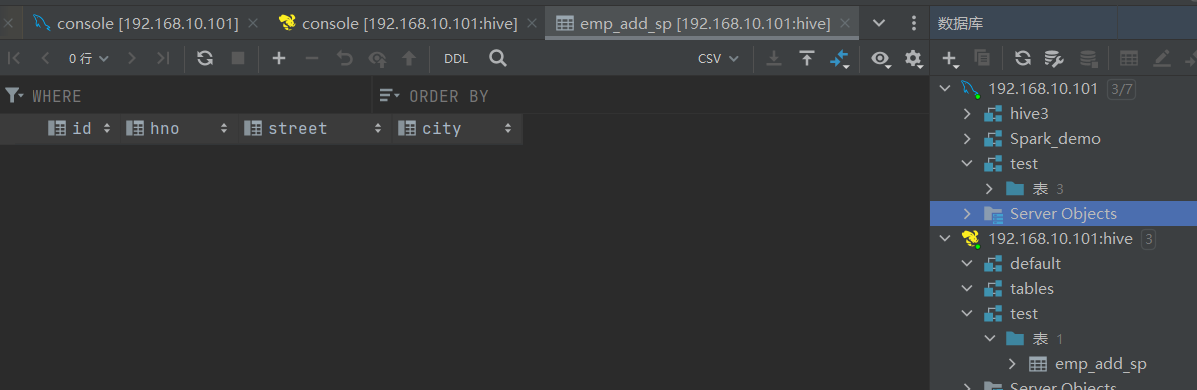 console [192.168.10.101] console [192.168.10.101:hive] emp_add_sp [192.168.10.101:hive]
0 行 DDL CSV
WHERE ORDER BY
id hno street city
数据库
192.168.10.101 3/7
hive3
Spark_demo
test
表 3
Server Objects
192.168.10.101:hive 3
default
tables
test
表 1
emp_add_sp
Server Objects